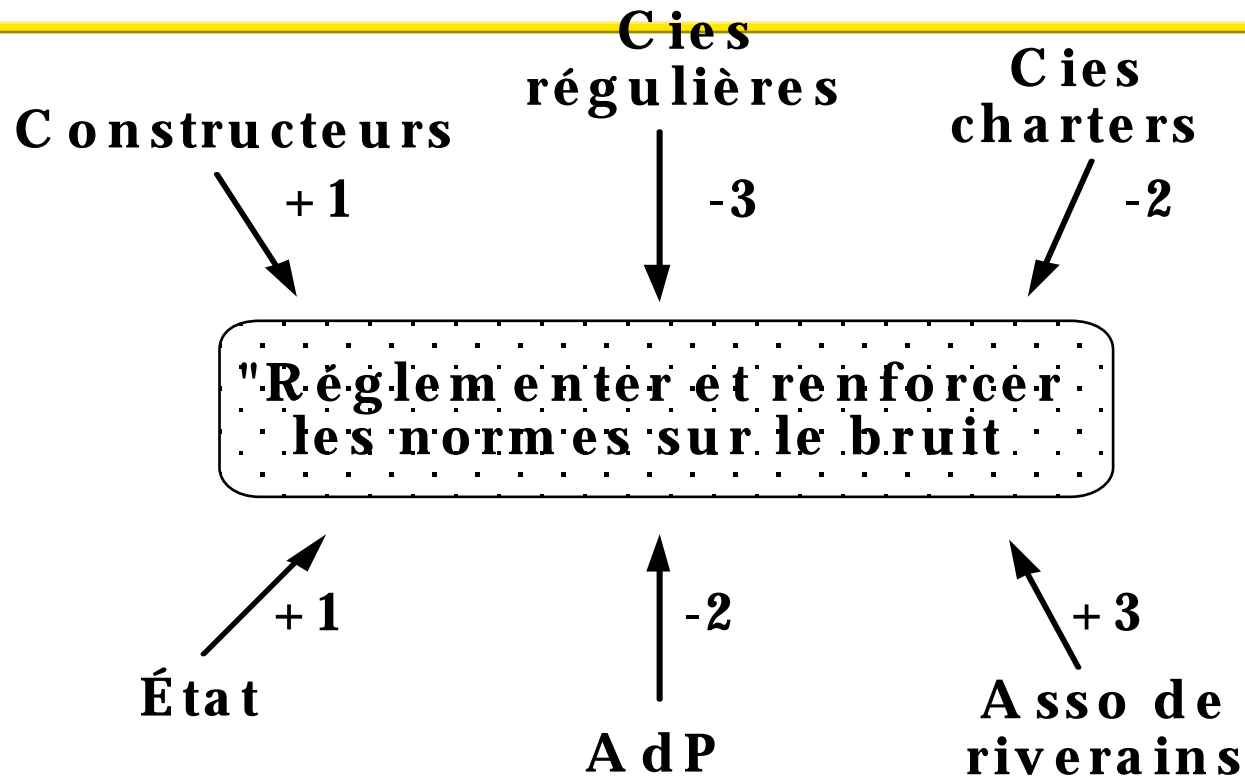 Cies
régulières
Cies
charters
Constructeurs
+1
-3
-2
"Réglementer et renforcer
les normes sur le bruit
+1
-2
+3
État
AdP
Asso de
riverains